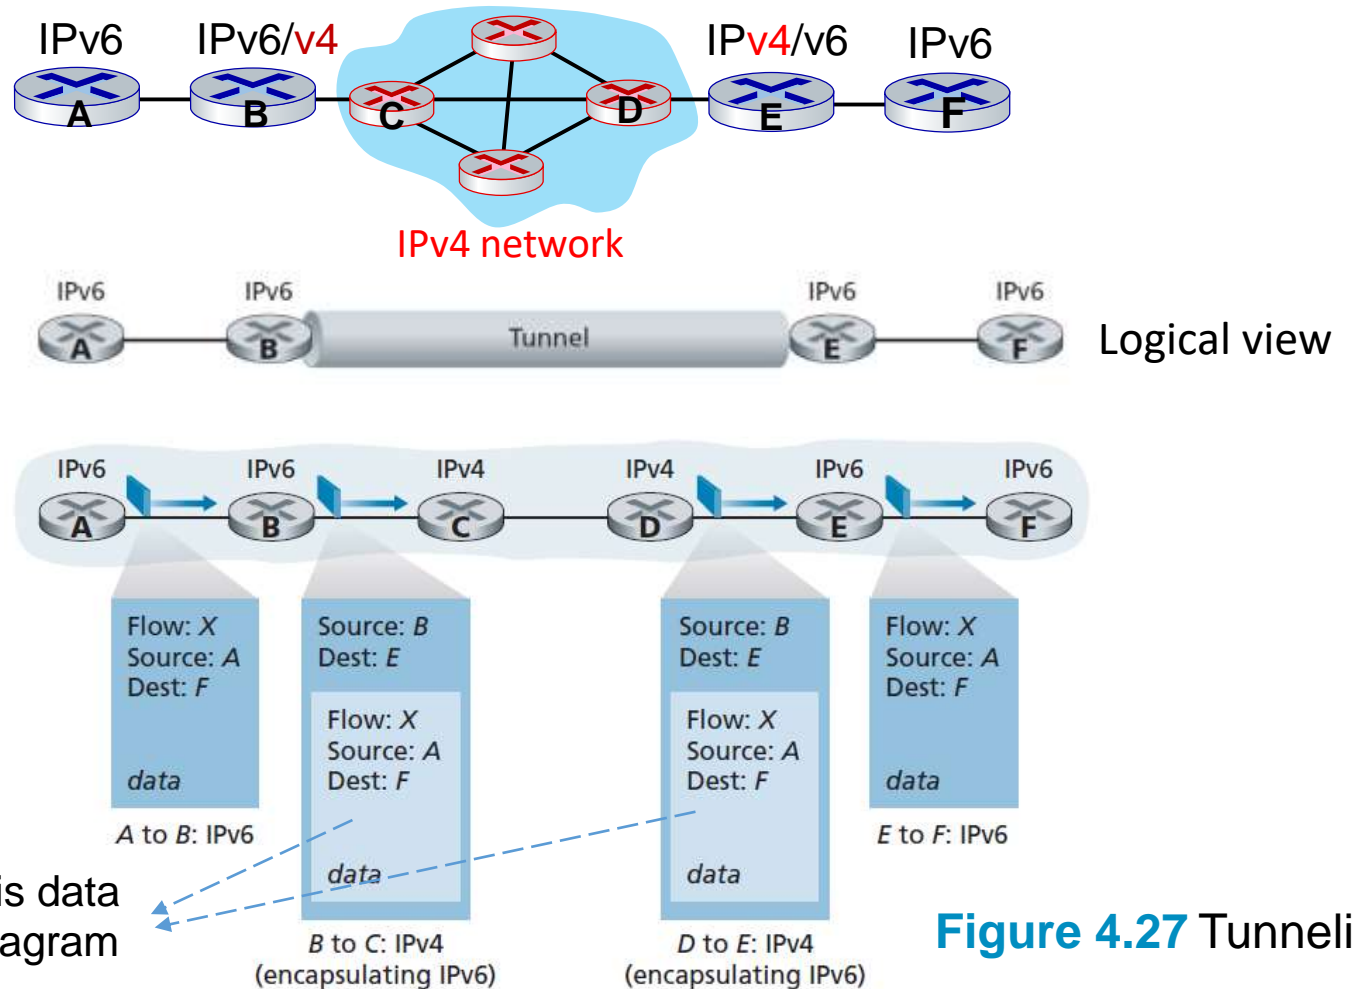 IPv6 IPv6/v4 IPv4/v6 IPv6
A B C D E F
IPv4 network
IPv6 IPv6 IPv6 IPv6
A B Tunnel E F
Logical view
IPv6 IPv6 IPv4 IPv4 IPv6 IPv6
A B C D E F
Flow: X
Source: A
Dest: F
data
A to B: IPv6
Source: B
Dest: E
Flow: X
Source: A
Dest: F
data
B to C: IPv4
(encapsulating IPv6)
Source: B
Dest: E
Flow: X
Source: A
Dest: F
data
D to E: IPv4
(encapsulating IPv6)
Flow: X
Source: A
Dest: F
data
E to F: IPv6
is data
agram
Figure 4.27 Tunneli